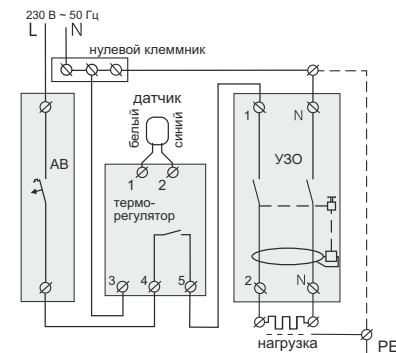 230 В ~ 50 Гц
L N
нулевой клеммник
датчик
белый
синий
АВ
1 2
термо-
регулятор
3 4 5
1 N
УЗО
2 N
нагрузка
PE